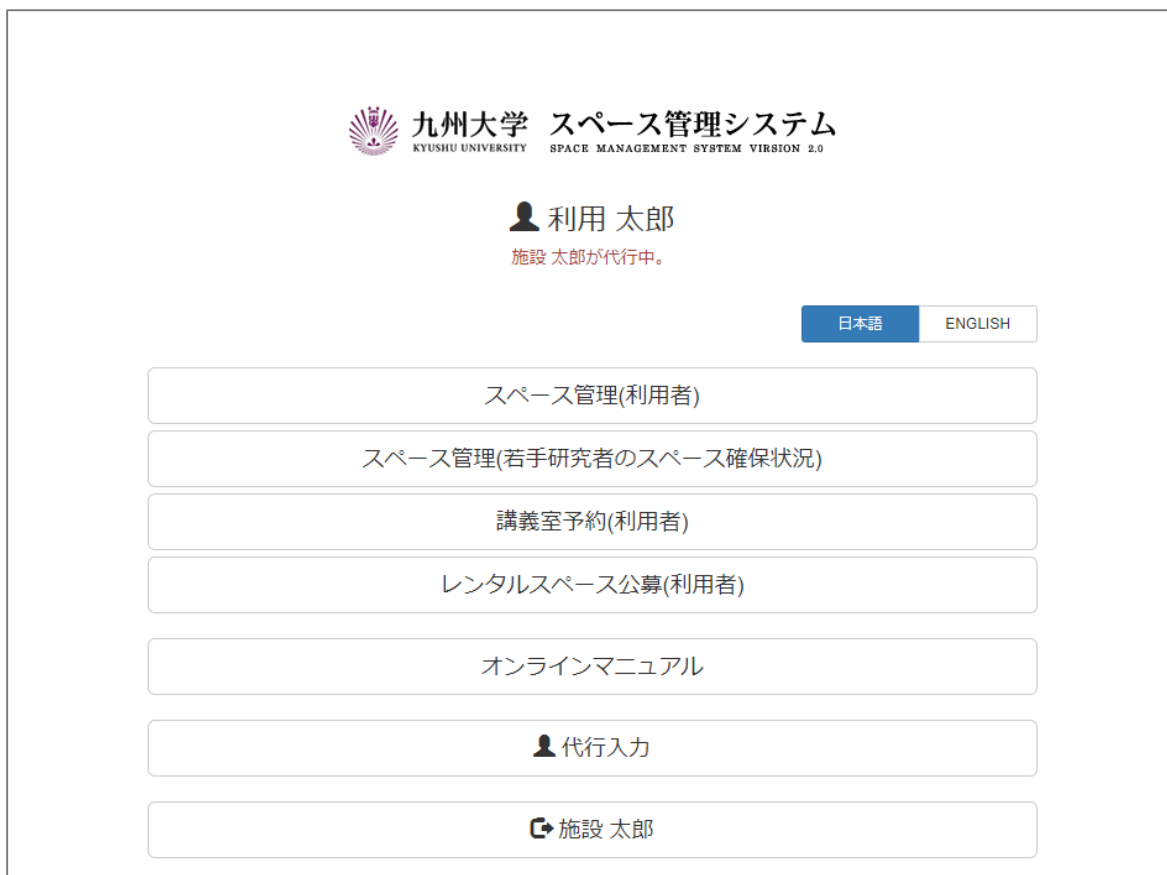 九州大学 スペース管理システム
KYUSHU UNIVERSITY SPACE MANAGEMENT SYSTEM VIRSION 2.0
利用 太郎
施設 太郎が代行中。
日本語 ENGLISH
スペース管理(利用者)
スペース管理(若手研究者のスペース確保状況)
講義室予約(利用者)
レンタルスペース公募(利用者)
オンラインマニュアル
代行入力
施設 太郎